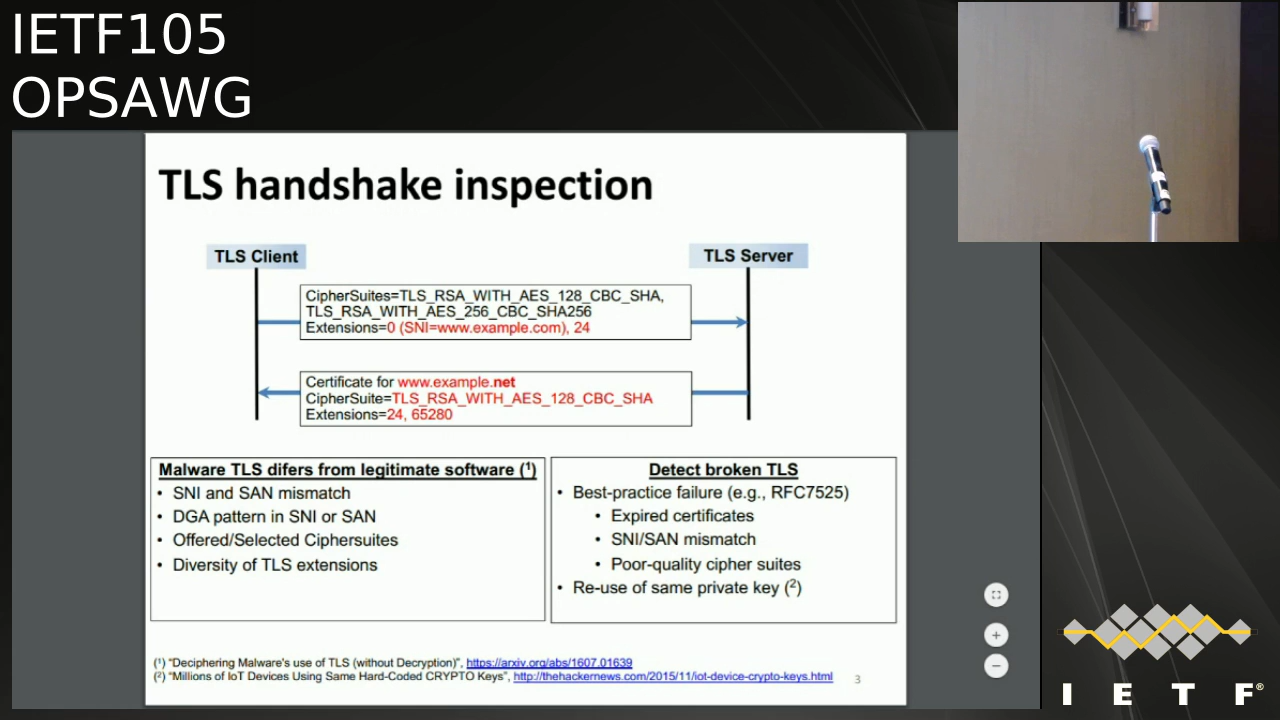 IETF105
OPSAWG
TLS handshake inspection
TLS Client
TLS Server
CipherSuites=TLS_RSA_WITH_AES_128_CBC_SHA,
TLS_RSA_WITH_AES_256_CBC_SHA256
Extensions=0 (SNI=www.example.com), 24
Certificate for www.example.net
CipherSuite=TLS_RSA_WITH_AES_128_CBC_SHA
Extensions=24, 65280
Malware TLS difers from legitimate software (1)
• SNI and SAN mismatch
• DGA pattern in SNI or SAN
• Offered/Selected Ciphersuites
• Diversity of TLS extensions
Detect broken TLS
• Best-practice failure (e.g., RFC7525)
• Expired certificates
• SNI/SAN mismatch
• Poor-quality cipher suites
• Re-use of same private key (2)
(1) "Deciphering Malware's use of TLS (without Decryption)", https://arxiv.org/abs/1607.01639
(2) "Millions of IoT Devices Using Same Hard-Coded CRYPTO Keys", http://thehackernews.com/2015/11/iot-device-crypto-keys.html
3
I E T F®